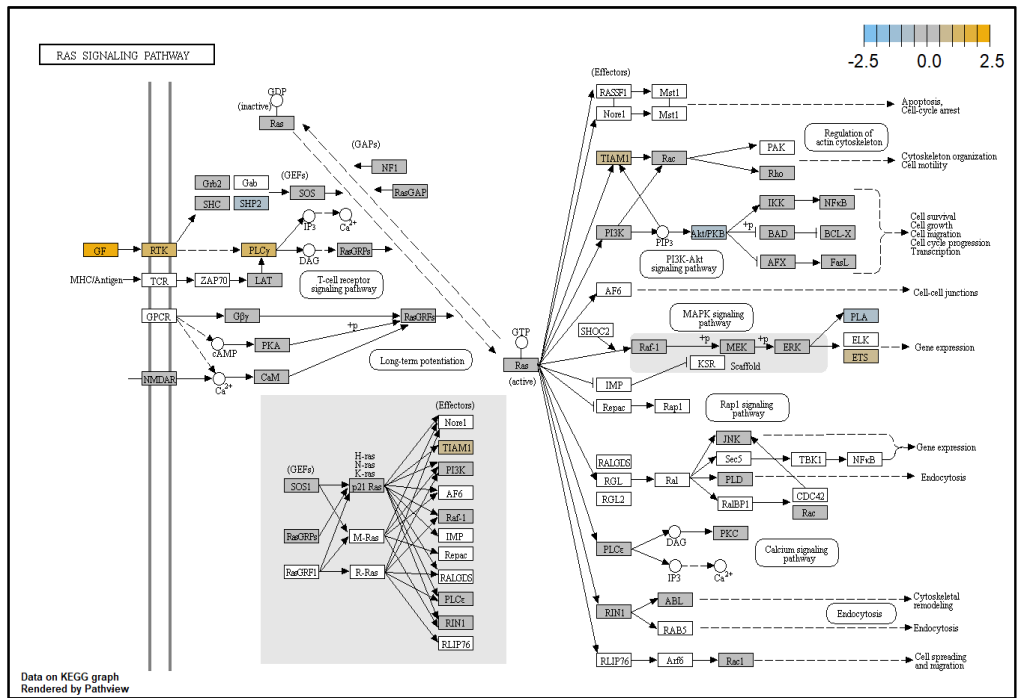 RAS SIGNALING PATHWAY
-2.5 0.0 2.5
GDP
(inactive)
Ras
(GAPs)
NF1
RasGAP
(GEFs)
Grb2 Gab
SOS
SHC SHP2
IP3 Ca2+
GF RTK PLCγ
DAG RasGRPs
MHC/Antigen TCR ZAP70 LAT
T-cell receptor
signaling pathway
GPCR Gβγ RasGRFs
+p
cAMP PKA
Long-term potentiation
NMDAR Ca2+ CaM
GTP
Ras
(active)
(Effectors)
RASSF1 Mst1
Nore1 Mst1
Apoptosis,
Cell-cycle arrest
Regulation of
actin cytoskeleton
PAK
TIAM1 Rac
Cytoskeleton organization
Cell motility
Rho
IKK NFκB
PI3K PIP3 Akt/PKB +p BAD BCL-X
PI3K-Akt
signaling pathway
AFX FasL
Cell survival
Cell growth
Cell migration
Cell cycle progression
Transcription
AF6
Cell-cell junctions
MAPK signaling
pathway
SHOC2
Raf-1 +p MEK +p ERK
KSR Scaffold
PLA
ELK
ETS
Gene expression
IMP
Repac Rap1
Rap1 signaling
pathway
RALGDS
RGL
RGL2
Ral
JNK
Sec5 TBK1 NFκB
Gene expression
PLD
Endocytosis
RalBP1 CDC42
Rac
PLCε
DAG PKC
IP3 Ca2+
Calcium signaling
pathway
RIN1 ABL
Cytoskeletal
remodeling
Endocytosis
RAB5
Endocytosis
RLIP76 Arf6 Rac1
Cell spreading
and migration
(Effectors)
Nore1
TIAM1
H-ras
N-ras
K-ras
(GEFs)
SOS1 p21 Ras PI3K
AF6
Raf-1
RasGRPs M-Ras IMP
Repac
RasGRF1 R-Ras RALGDS
PLCε
RIN1
RLIP76
Data on KEGG graph
Rendered by Pathview